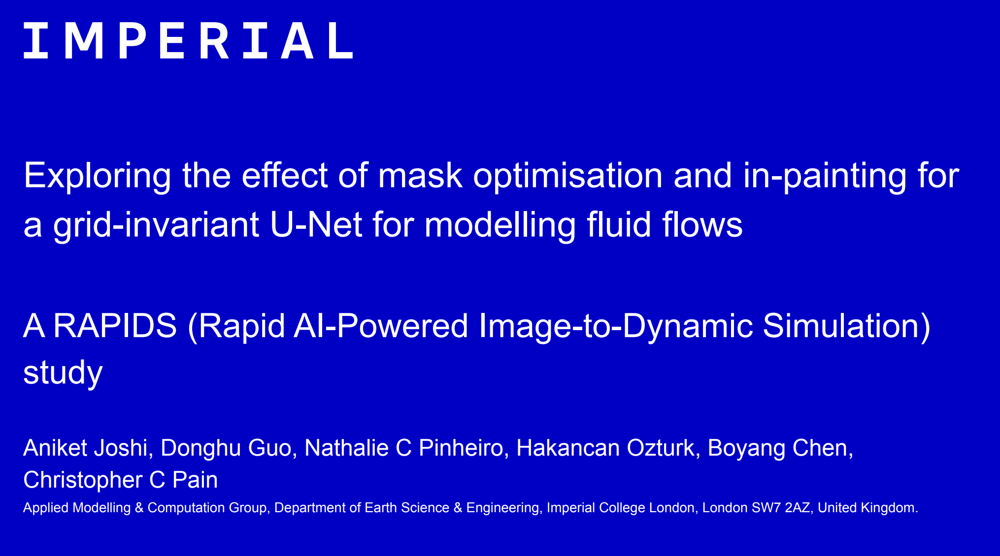 IMPERIAL
Exploring the effect of mask optimisation and in-painting for
a grid-invariant U-Net for modelling fluid flows
A RAPIDS (Rapid AI-Powered Image-to-Dynamic Simulation)
study
Aniket Joshi, Donghu Guo, Nathalie C Pinheiro, Hakancan Ozturk, Boyang Chen,
Christopher C Pain
Applied Modelling & Computation Group, Department of Earth Science & Engineering, Imperial College London, London SW7 2AZ, United Kingdom.